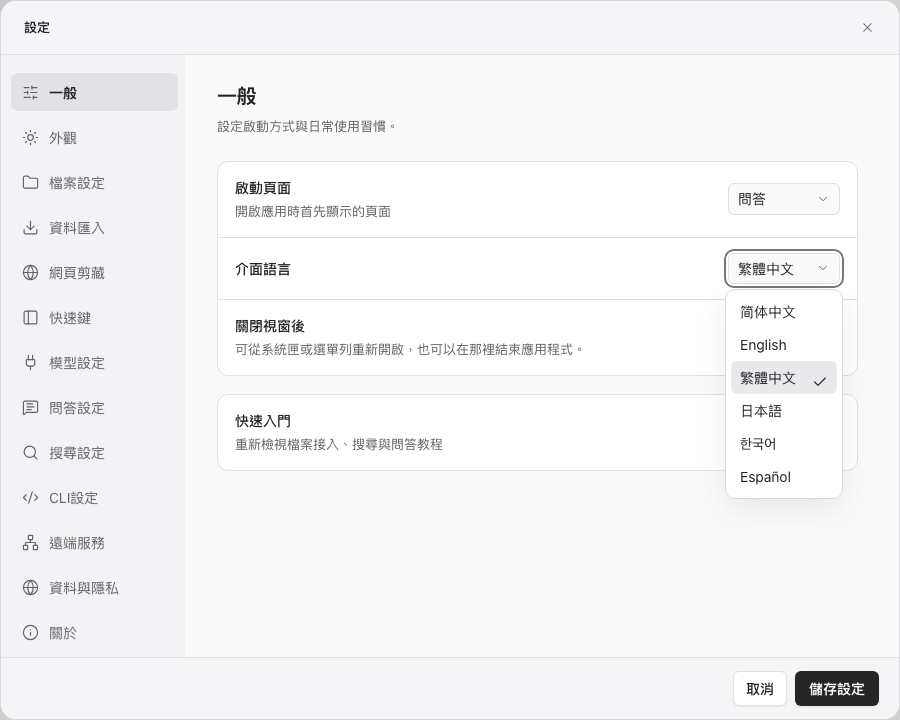 設定
一般
外觀
檔案設定
資料匯入
網頁剪藏
快速鍵
模型設定
問答設定
搜尋設定
CLI設定
遠端服務
資料與隱私
關於
一般
設定啟動方式與日常使用習慣。
啟動頁面
開啟應用時首先顯示的頁面
問答
介面語言
繁體中文
简体中文
English
繁體中文
日本語
한국어
Español
關閉視窗後
可從系統匣或選單列重新開啟，也可以在那裡結束應用程式。
快速入門
重新檢視檔案接入、搜尋與問答教程
取消
儲存設定